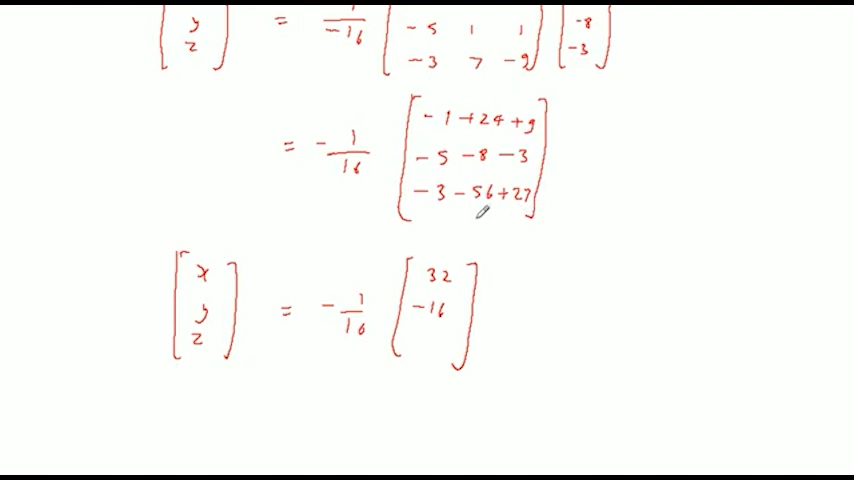 y = 1/-16 [ -5 1 1 ] [ -8 ]
z -3 7 -9 -3
-1+24+9
= - 1/16 -5-8-3
-3-56+27
x 32
y = - 1/16 -16
z